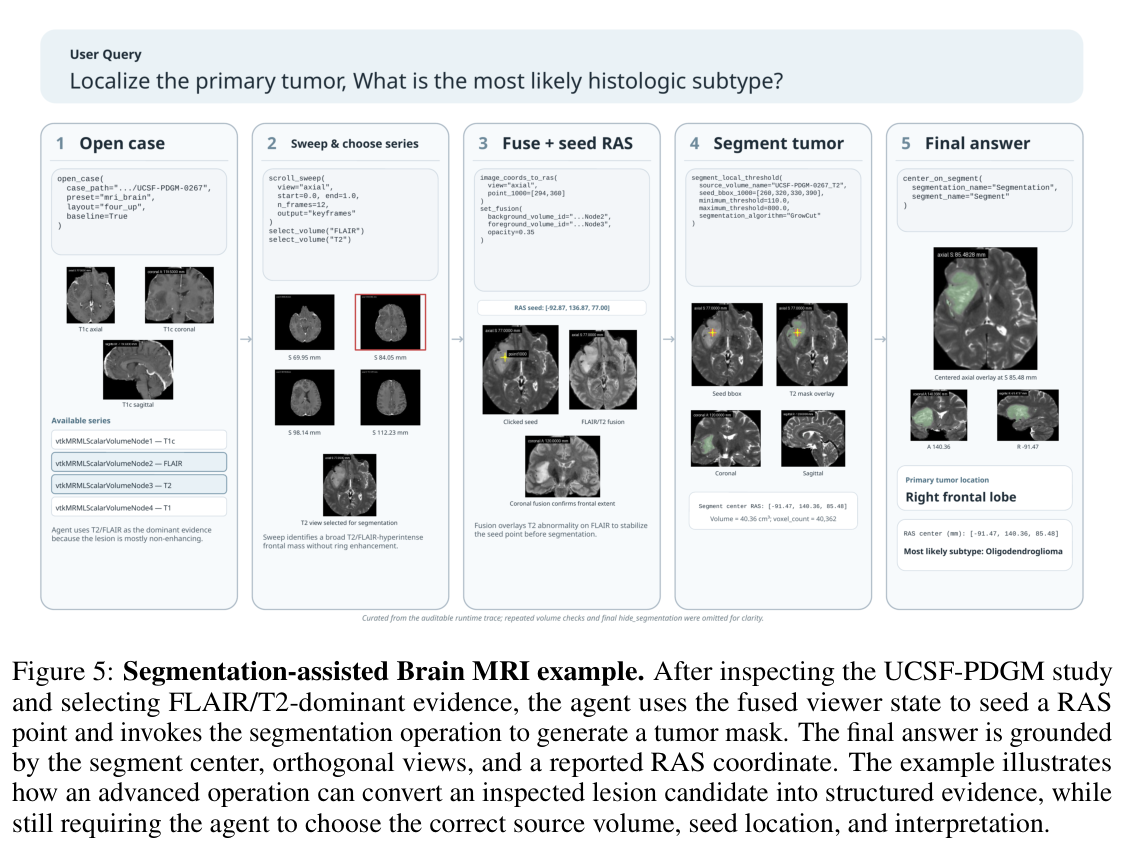 User Query
Localize the primary tumor, What is the most likely histologic subtype?
1 Open case
open_case(
case_path=".../UCSF-PDGM-0267",
preset="mri_brain",
layout="four_up",
baseline=True
)
T1c axial
T1c coronal
T1c sagittal
Available series
vtkMRMLScalarVolumeNode1 — T1c
vtkMRMLScalarVolumeNode2 — FLAIR
vtkMRMLScalarVolumeNode3 — T2
vtkMRMLScalarVolumeNode4 — T1
Agent uses T2/FLAIR as the dominant evidence
because the lesion is mostly non-enhancing.
2 Sweep & choose series
scroll_sweep(
view="axial",
start=0.0, end=1.0,
n_frames=12,
output="keyframes"
)
select_volume("FLAIR")
select_volume("T2")
S 69.95 mm
S 84.05 mm
S 98.14 mm
S 112.23 mm
T2 view selected for segmentation
Sweep identifies a broad T2/FLAIR-hyperintense
frontal mass without ring enhancement.
3 Fuse + seed RAS
image_coords_to_ras(
view="axial",
point_1000=[294,360]
)
set_fusion(
background_volume_id="...Node2",
foreground_volume_id="...Node3",
opacity=0.35
)
RAS seed: [-92.87, 136.87, 77.00]
axial S 77.0000 mm
point1000
axial S 77.0000 mm
Clicked seed
FLAIR/T2 fusion
Coronal fusion confirms frontal extent
Fusion overlays T2 abnormality on FLAIR to stabilize
the seed point before segmentation.
4 Segment tumor
segment_local_threshold(
source_volume_name="UCSF-PDGM-0267_T2",
seed_bbox_1000=[260,320,330,390],
minimum_threshold=110.0,
maximum_threshold=800.0,
segmentation_algorithm="GrowCut"
)
axial S 77.0000 mm
axial S 77.0000 mm
Seed bbox
T2 mask overlay
Coronal
Sagittal
Segment center RAS: [-91.47, 140.36, 85.48]
Volume = 40.36 cm³; voxel_count = 40,362
5 Final answer
center_on_segment(
segmentation_name="Segmentation",
segment_name="Segment"
)
axial S 85.4828 mm
Centered axial overlay at S 85.48 mm
A 140.36
R -91.47
Primary tumor location
Right frontal lobe
RAS center (mm): [-91.47, 140.36, 85.48]
Most likely subtype: Oligodendroglioma
Curated from the auditable runtime trace; repeated volume checks and final hide_segmentation were omitted for clarity.
Figure 5: Segmentation-assisted Brain MRI example. After inspecting the UCSF-PDGM study
and selecting FLAIR/T2-dominant evidence, the agent uses the fused viewer state to seed a RAS
point and invokes the segmentation operation to generate a tumor mask. The final answer is grounded
by the segment center, orthogonal views, and a reported RAS coordinate. The example illustrates
how an advanced operation can convert an inspected lesion candidate into structured evidence, while
still requiring the agent to choose the correct source volume, seed location, and interpretation.